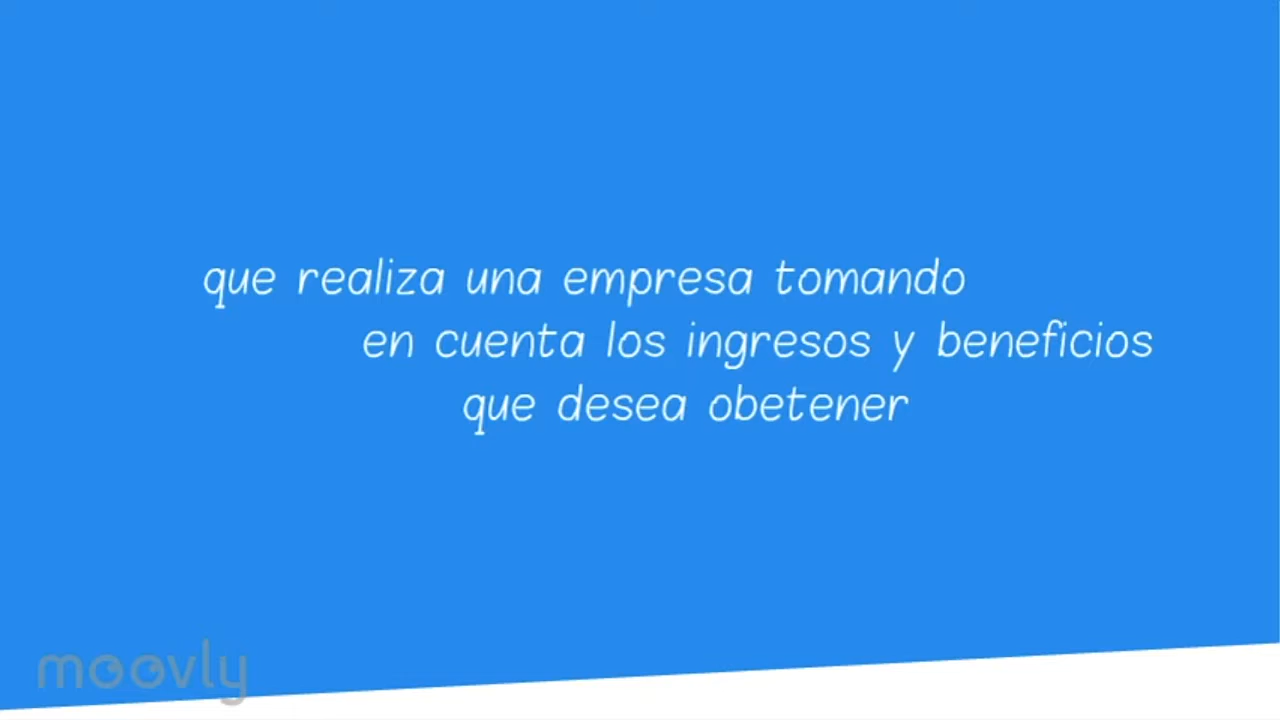 que realiza una empresa tomando
en cuenta los ingresos y beneficios
que desea obetener
moovly